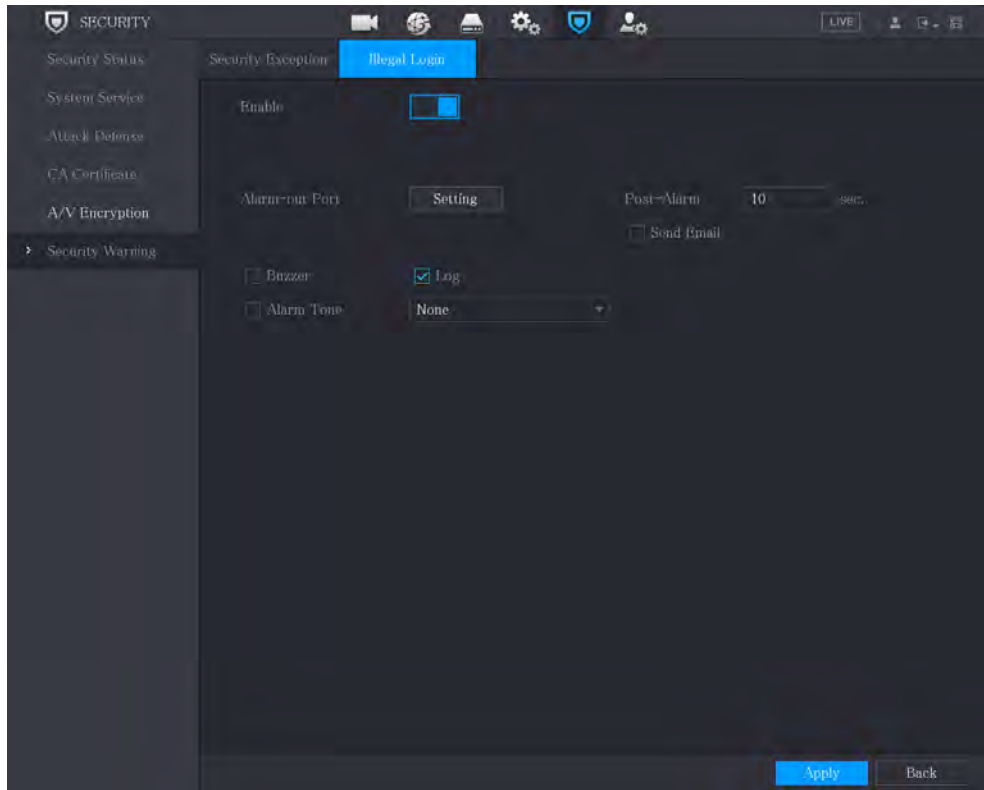 SECURITY
LIVE
Security Status
Security Exception
Illegal Login
System Service
Enable
Attack Defense
CA Certificate
Alarm-out Port
Setting
Post-Alarm
10
sec.
A/V Encryption
Send Email
Security Warning
Buzzer
Log
Alarm Tone
None
Apply
Back